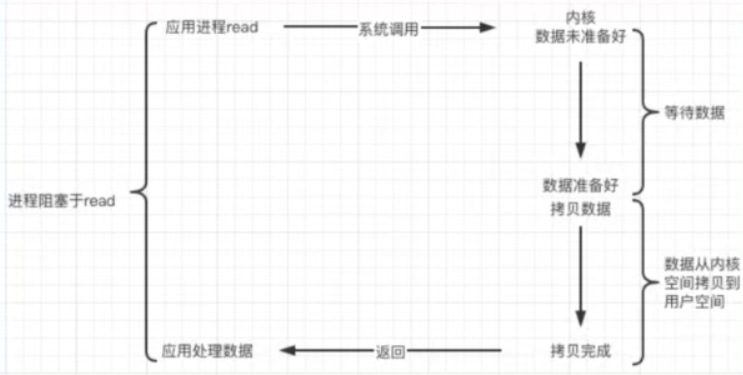 应用进程read
系统调用
内核
数据未准备好
等待数据
数据准备好
进程阻塞于read
拷贝数据
数据从内核
空间拷贝到
用户空间
应用处理数据
返回
拷贝完成